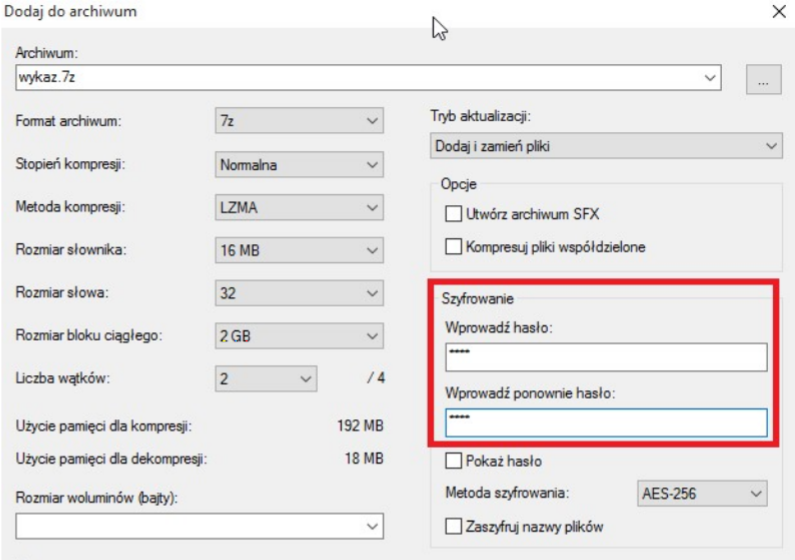 Dodaj do archiwum
Archiwum:
wykaz.7z
...
Format archiwum:
7z
Stopień kompresji:
Normalna
Metoda kompresji:
LZMA
Rozmiar słownika:
16 MB
Rozmiar słowa:
32
Rozmiar bloku ciągłego:
2 GB
Liczba wątków:
2
/ 4
Użycie pamięci dla kompresji:
192 MB
Użycie pamięci dla dekompresji:
18 MB
Rozmiar woluminów (bajty):
Tryb aktualizacji:
Dodaj i zamień pliki
Opcje
Utwórz archiwum SFX
Kompresuj pliki współdzielone
Szyfrowanie
Wprowadź hasło:
****
Wprowadź ponownie hasło:
****
Pokaż hasło
Metoda szyfrowania:
AES-256
Zaszyfruj nazwy plików